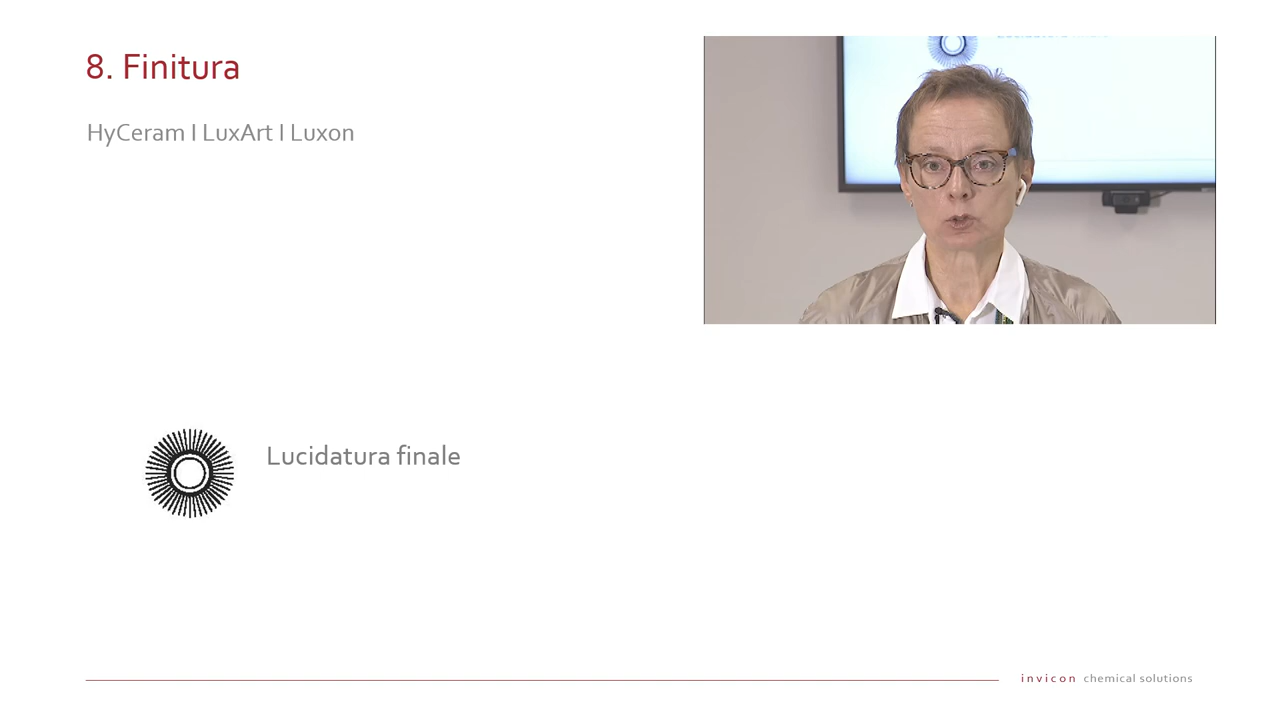 8. Finitura
HyCeram I LuxArt I Luxon
Lucidatura finale
invicon chemical solutions